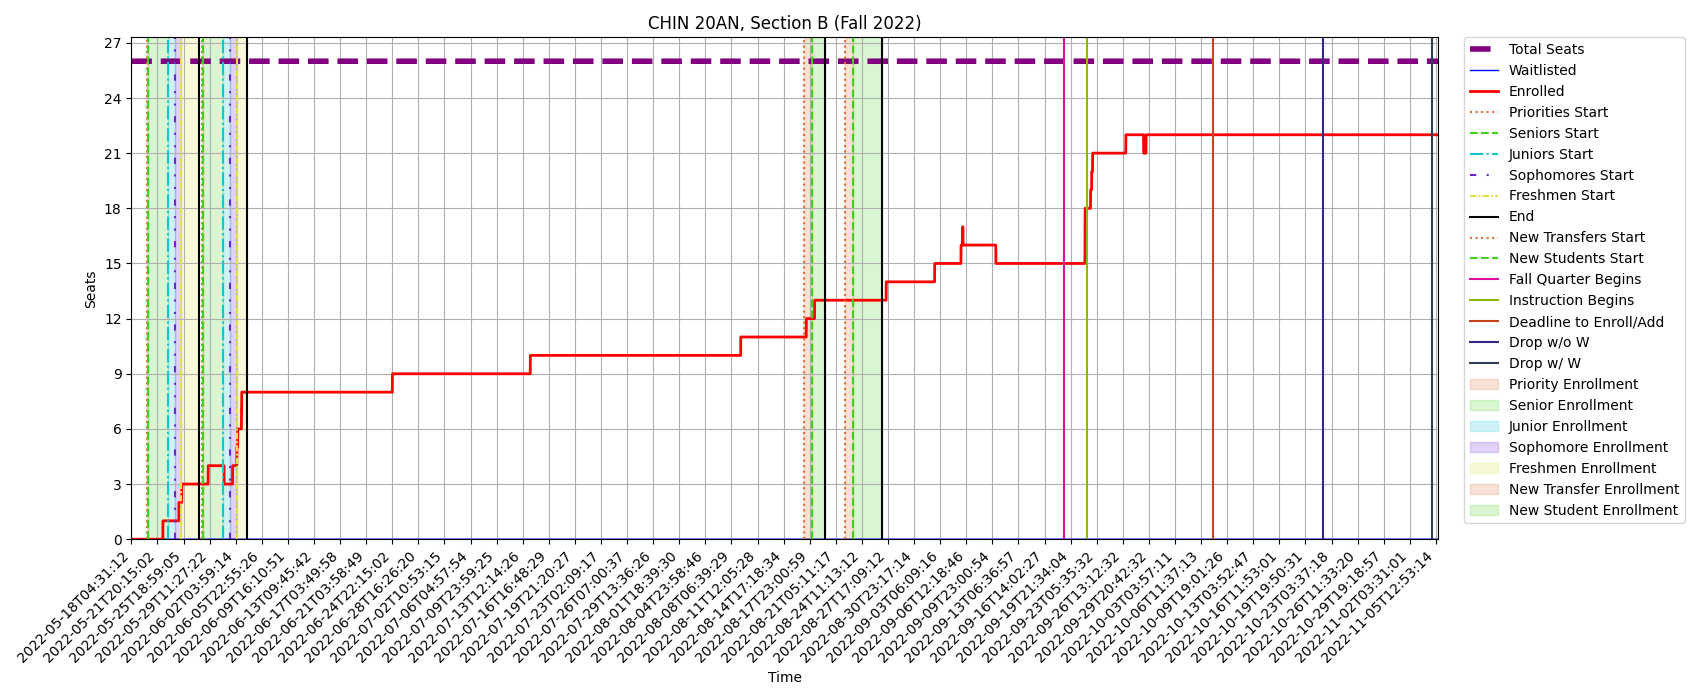 CHIN 20AN, Section B (Fall 2022)
27
24
21
18
15
12
9
6
3
0
Seats
2022-05-18T04:31:12
2022-05-21T20:15:02
2022-05-25T18:59:05
2022-05-29T11:27:22
2022-06-02T03:59:14
2022-06-05T22:55:26
2022-06-09T16:10:51
2022-06-13T09:45:42
2022-06-17T03:49:58
2022-06-21T03:58:49
2022-06-24T22:15:02
2022-06-28T16:26:20
2022-07-02T10:53:15
2022-07-06T04:57:54
2022-07-09T23:59:25
2022-07-13T12:14:26
2022-07-16T16:48:29
2022-07-19T21:20:27
2022-07-23T02:09:17
2022-07-26T07:00:37
2022-07-29T13:36:26
2022-08-01T18:39:30
2022-08-04T23:58:46
2022-08-08T06:39:29
2022-08-11T12:05:28
2022-08-14T17:18:34
2022-08-17T23:00:59
2022-08-21T05:11:17
2022-08-24T11:13:12
2022-08-27T17:09:12
2022-08-30T23:17:14
2022-09-03T06:09:16
2022-09-06T12:18:46
2022-09-09T23:00:54
2022-09-13T06:36:57
2022-09-16T14:02:27
2022-09-19T21:34:04
2022-09-23T05:35:32
2022-09-26T13:12:32
2022-09-29T20:42:32
2022-10-03T03:57:11
2022-10-06T11:37:13
2022-10-09T19:01:26
2022-10-13T03:52:47
2022-10-16T11:53:01
2022-10-19T19:50:31
2022-10-23T03:37:18
2022-10-26T11:33:20
2022-10-29T19:18:57
2022-11-02T03:31:01
2022-11-05T12:53:14
Time
Total Seats
Waitlisted
Enrolled
Priorities Start
Seniors Start
Juniors Start
Sophomores Start
Freshmen Start
End
New Transfers Start
New Students Start
Fall Quarter Begins
Instruction Begins
Deadline to Enroll/Add
Drop w/o W
Drop w/ W
Priority Enrollment
Senior Enrollment
Junior Enrollment
Sophomore Enrollment
Freshmen Enrollment
New Transfer Enrollment
New Student Enrollment